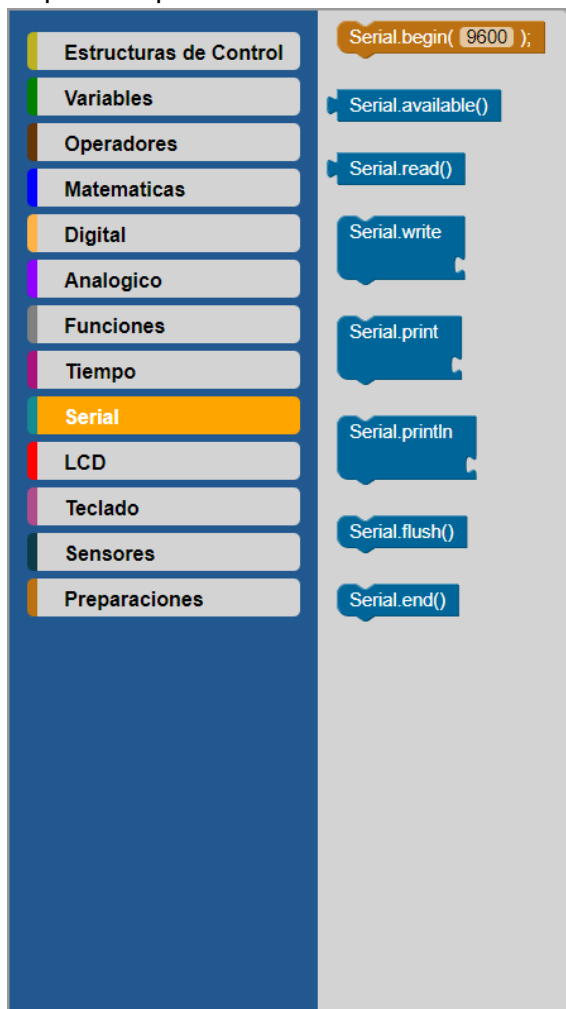 Estructuras de Control
Variables
Operadores
Matematicas
Digital
Analogico
Funciones
Tiempo
Serial
LCD
Teclado
Sensores
Preparaciones
Serial.begin( 9600 );
Serial.available()
Serial.read()
Serial.write
Serial.print
Serial.println
Serial.flush()
Serial.end()